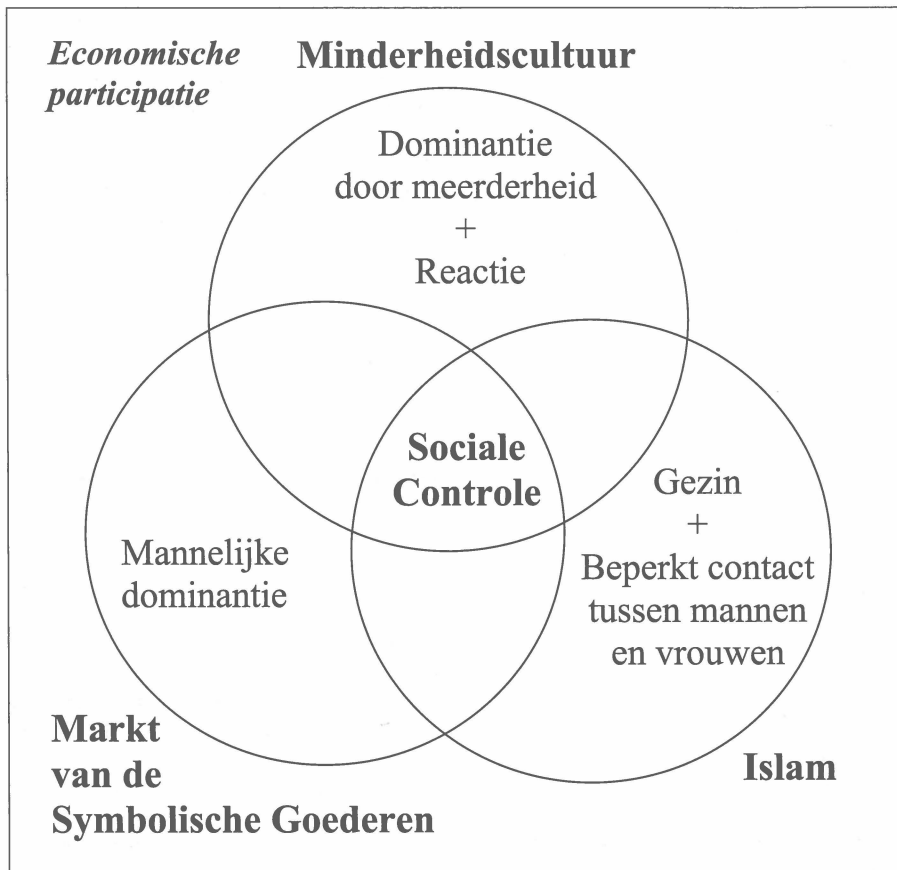 Economische
participatie
Minderheidscultuur
Dominantie
door meerderheid
+
Reactie
Sociale
Controle
Mannelijke
dominantie
Gezin
+
Beperkt contact
tussen mannen
en vrouwen
Markt
van de
Symbolische Goederen
Islam